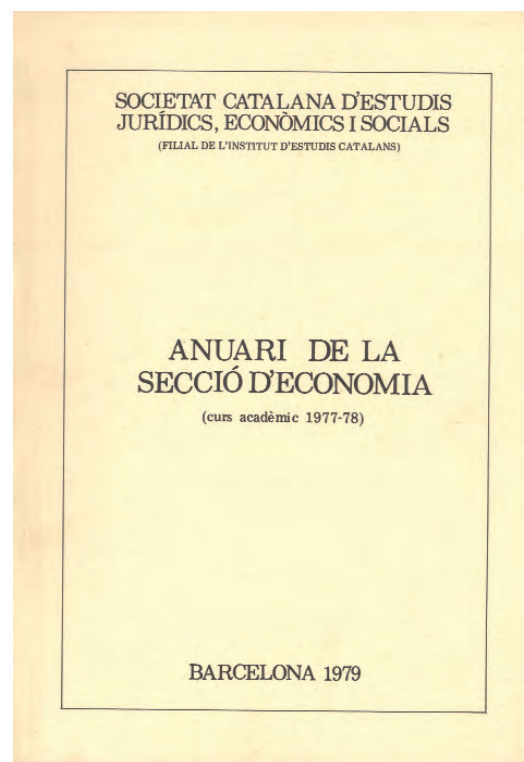 SOCIETAT CATALANA D'ESTUDIS
JURÍDICS, ECONÒMICS I SOCIALS
(FILIAL DE L'INSTITUT D'ESTUDIS CATALANS)
ANUARI DE LA
SECCIÓ D'ECONOMIA
(curs acadèmic 1977-78)
BARCELONA 1979